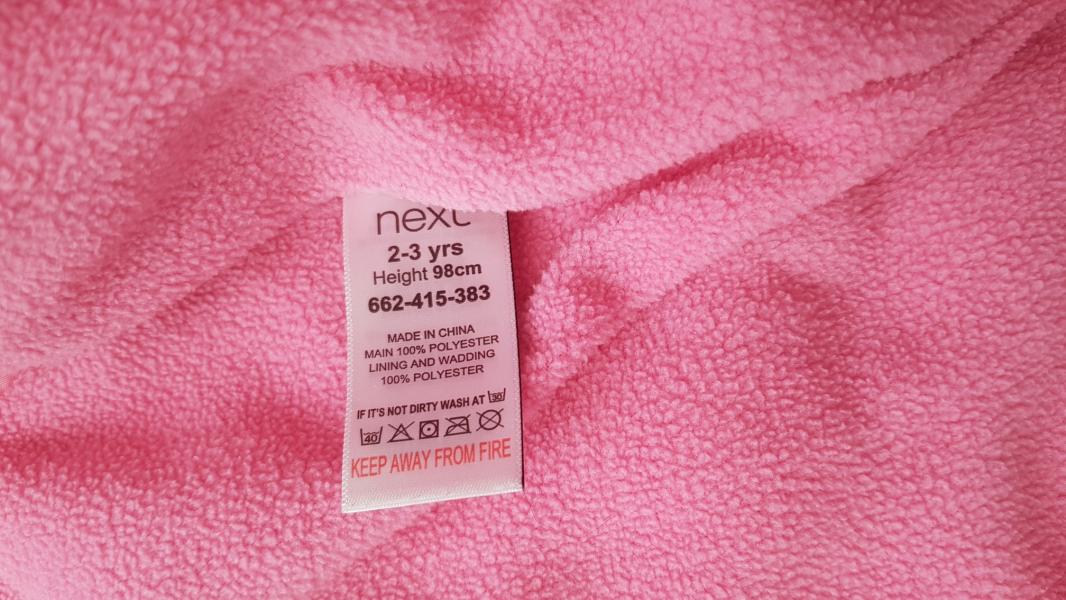 next
2-3 yrs
Height 98cm
662-415-383
MADE IN CHINA
MAIN 100% POLYESTER
LINING AND WADDING
100% POLYESTER
IF IT'S NOT DIRTY WASH AT 30
40
KEEP AWAY FROM FIRE